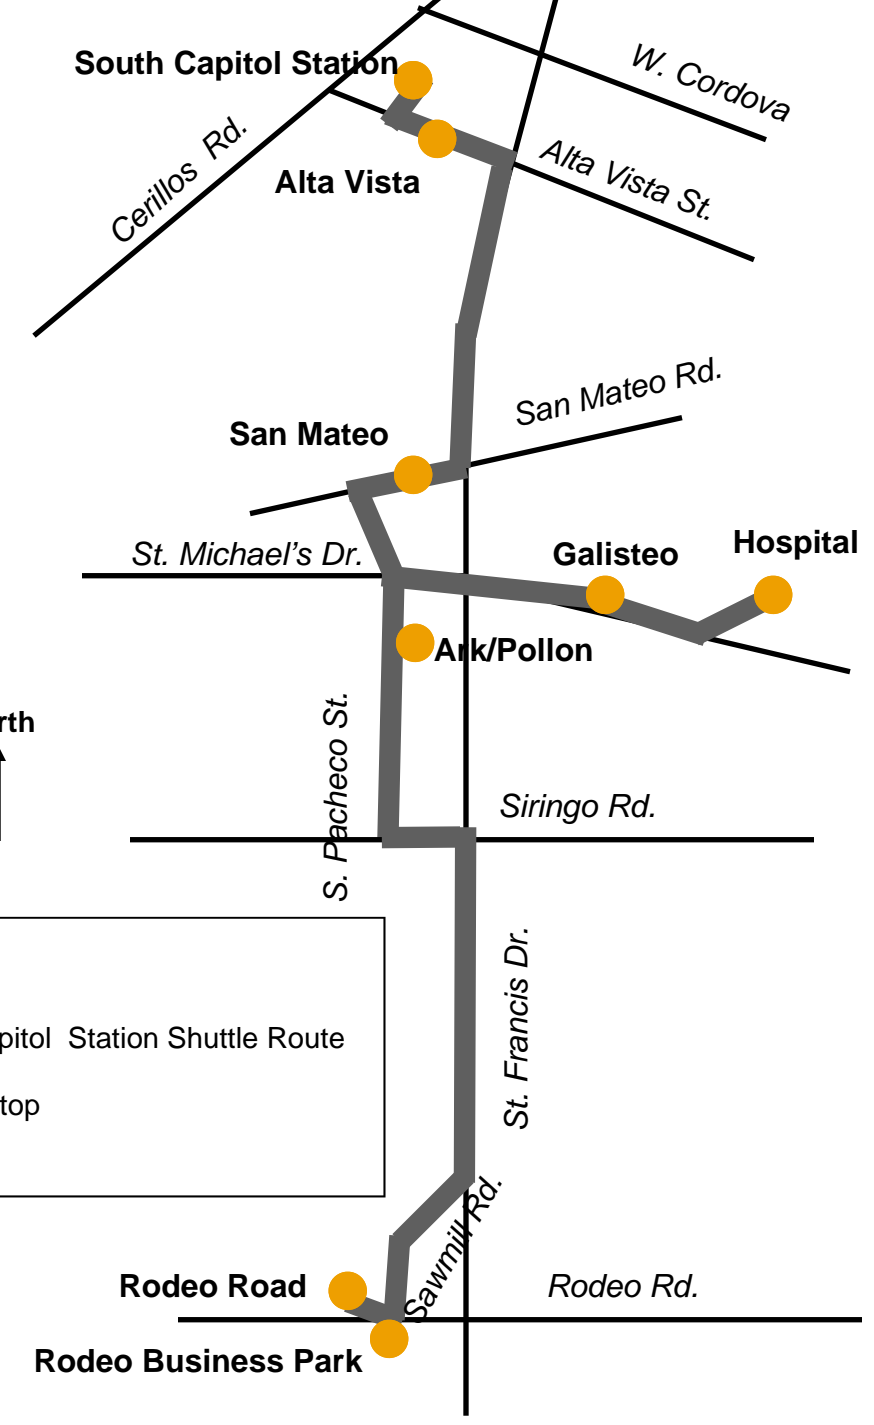 South Capitol Station
W. Cordova
Cerillos Rd.
Alta Vista St.
Alta Vista
San Mateo Rd.
San Mateo
St. Michael's Dr.
Galisteo
Hospital
Ark/Pollon
rth
S. Pacheco St.
Siringo Rd.
St. Francis Dr.
pitol Station Shuttle Route
top
Sawmill Rd.
Rodeo Road
Rodeo Rd.
Rodeo Business Park